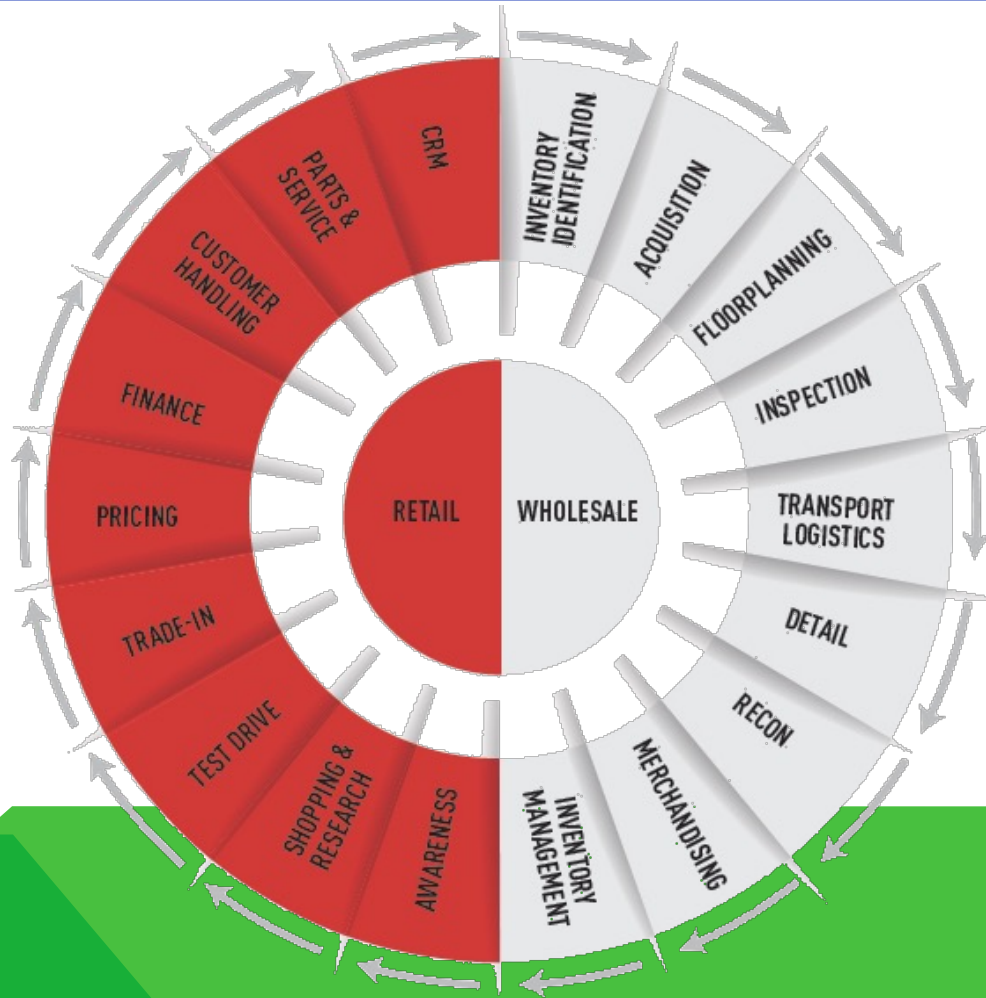 INVENTORY
IDENTIFICATION
ACQUISITION
FLOORPLANNING
INSPECTION
TRANSPORT
LOGISTICS
DETAIL
RECON
MERCHANDISING
INVENTORY
MANAGEMENT
AWARENESS
SHOPPING &
RESEARCH
TEST DRIVE
TRADE-IN
PRICING
FINANCE
CUSTOMER
HANDLING
PARTS &
SERVICE
CRM
RETAIL
WHOLESALE